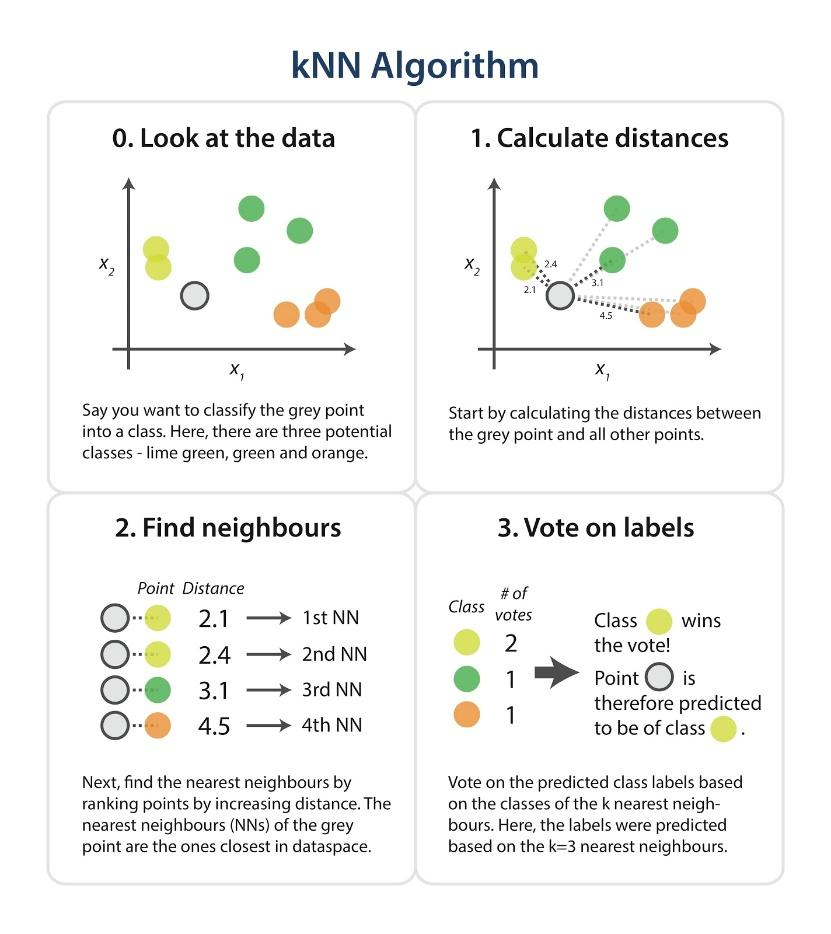 kNN Algorithm
0. Look at the data
x2
x1
Say you want to classify the grey point
into a class. Here, there are three potential
classes - lime green, green and orange.
1. Calculate distances
x2
2.4
2.1
3.1
4.5
x1
Start by calculating the distances between
the grey point and all other points.
2. Find neighbours
Point Distance
2.1 1st NN
2.4 2nd NN
3.1 3rd NN
4.5 4th NN
Next, find the nearest neighbours by
ranking points by increasing distance. The
nearest neighbours (NNs) of the grey
point are the ones closest in dataspace.
3. Vote on labels
Class # of
votes
2
1
1
Class wins
the vote!
Point is
therefore predicted
to be of class .
Vote on the predicted class labels based
on the classes of the k nearest neigh-
bours. Here, the labels were predicted
based on the k=3 nearest neighbours.